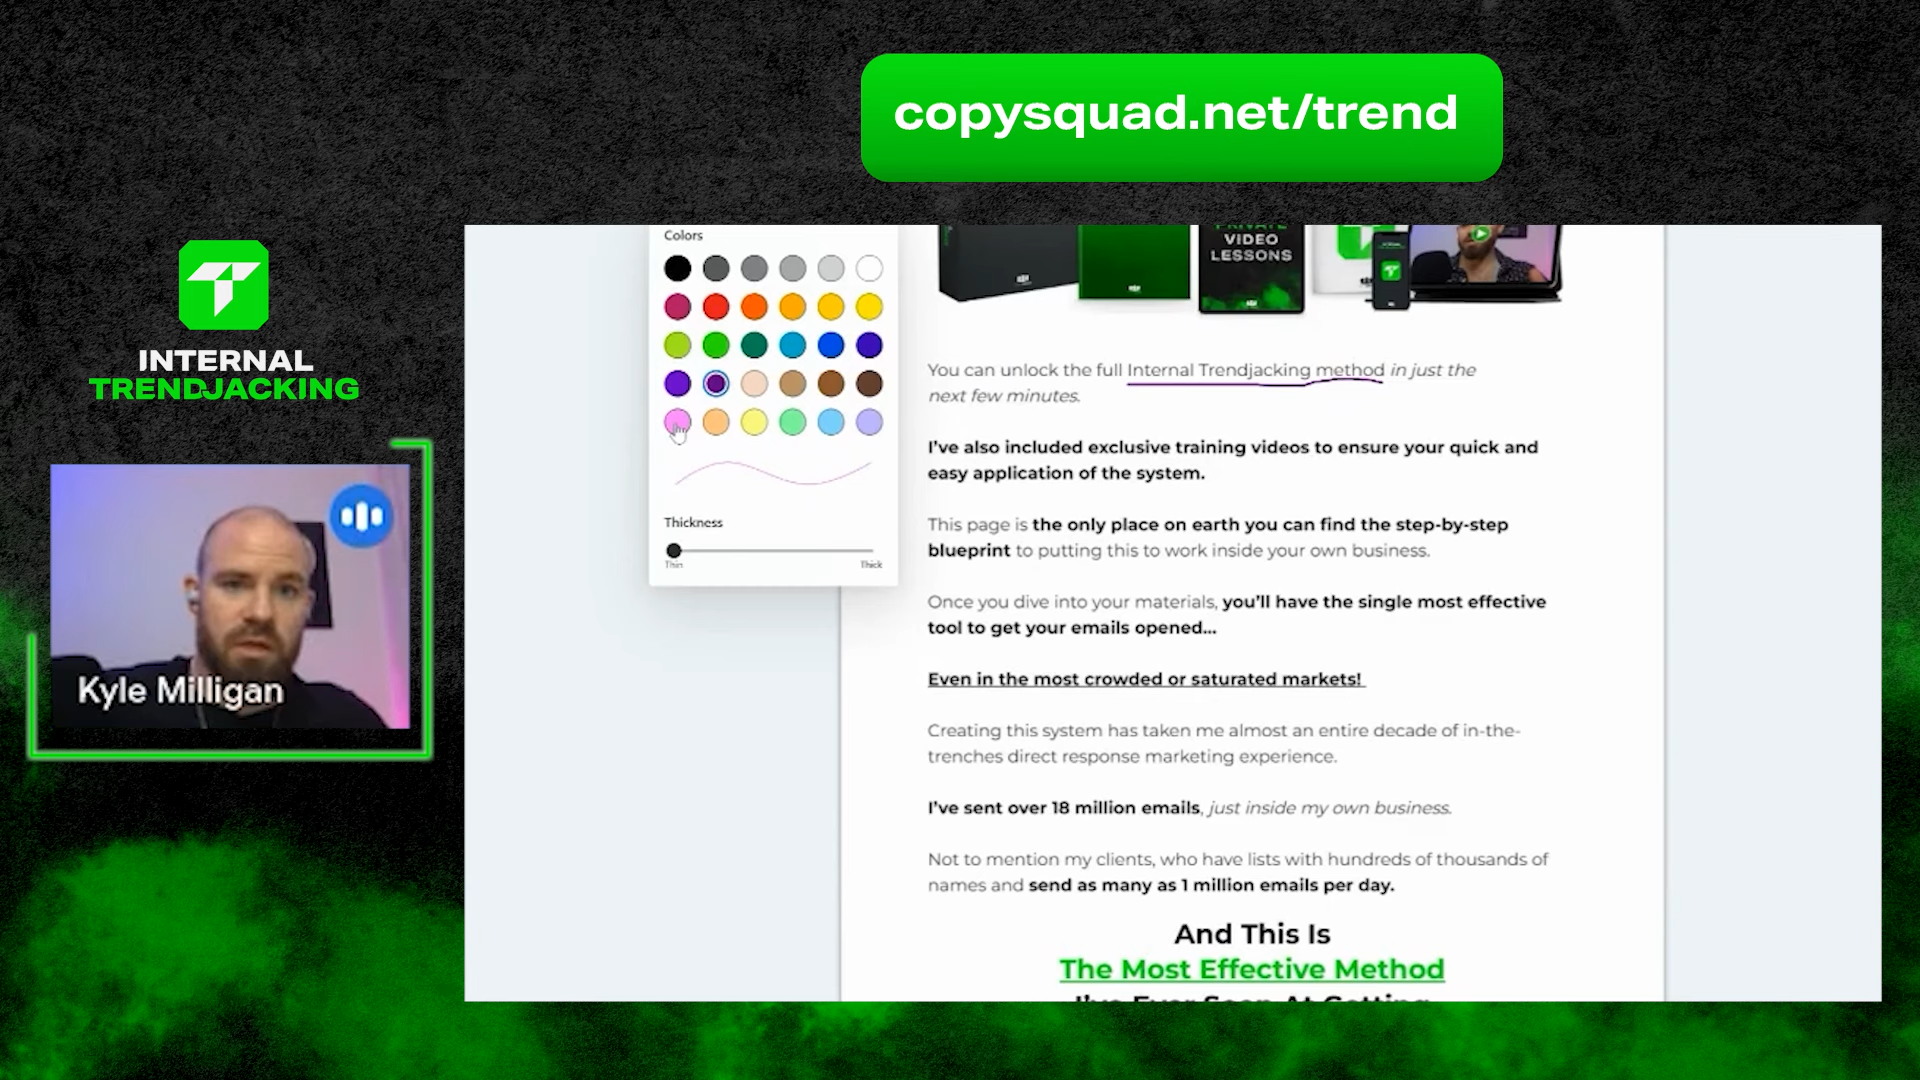 copysquad.net/trend
INTERNAL
TRENDJACKING
Kyle Milligan
Colors
Thickness
Thin
Thick
PRIVATE
VIDEO
LESSONS
You can unlock the full Internal Trendjacking method in just the
next few minutes.
I've also included exclusive training videos to ensure your quick and
easy application of the system.
This page is the only place on earth you can find the step-by-step
blueprint to putting this to work inside your own business.
Once you dive into your materials, you'll have the single most effective
tool to get your emails opened...
Even in the most crowded or saturated markets!
Creating this system has taken me almost an entire decade of in-the-
trenches direct response marketing experience.
I've sent over 18 million emails, just inside my own business.
Not to mention my clients, who have lists with hundreds of thousands of
names and send as many as 1 million emails per day.
And This Is
The Most Effective Method
I've Ever Seen At Getting